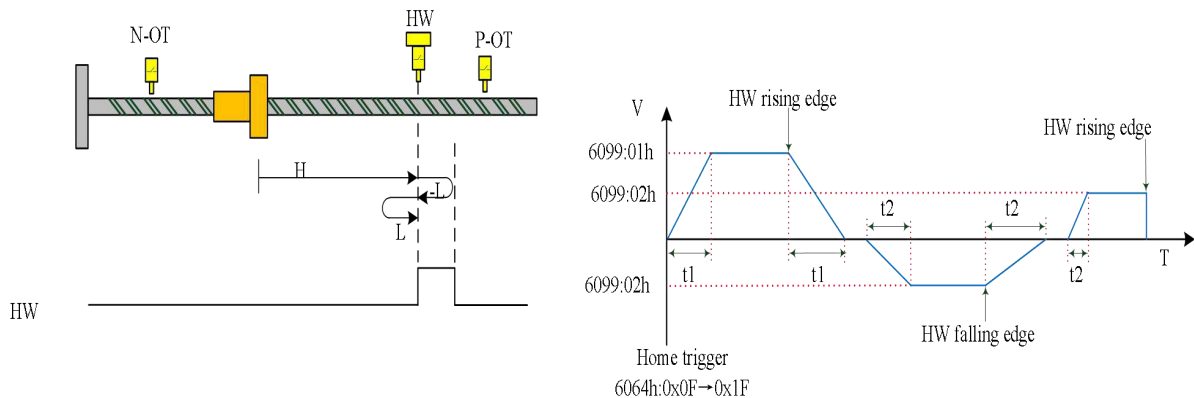 HW
N-OT
P-OT
H
-L
L
HW
V
HW rising edge
HW rising edge
6099:01h
6099:02h
t2
t2
t1
t1
t2
T
6099:02h
HW falling edge
Home trigger
6064h:0x0F→0x1F